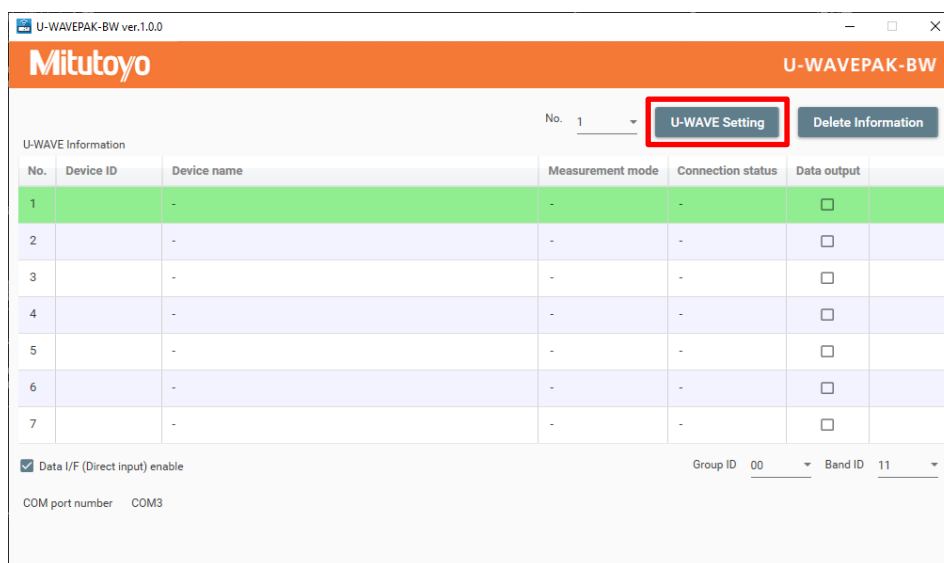 U-WAVEPAK-BW ver.1.0.0
Mitutoyo
U-WAVEPAK-BW
No. 1
U-WAVE Setting
Delete Information
U-WAVE Information
No. Device ID Device name Measurement mode Connection status Data output
1 - - -
2 - - -
3 - - -
4 - - -
5 - - -
6 - - -
7 - - -
Data I/F (Direct input) enable
Group ID 00 Band ID 11
COM port number COM3